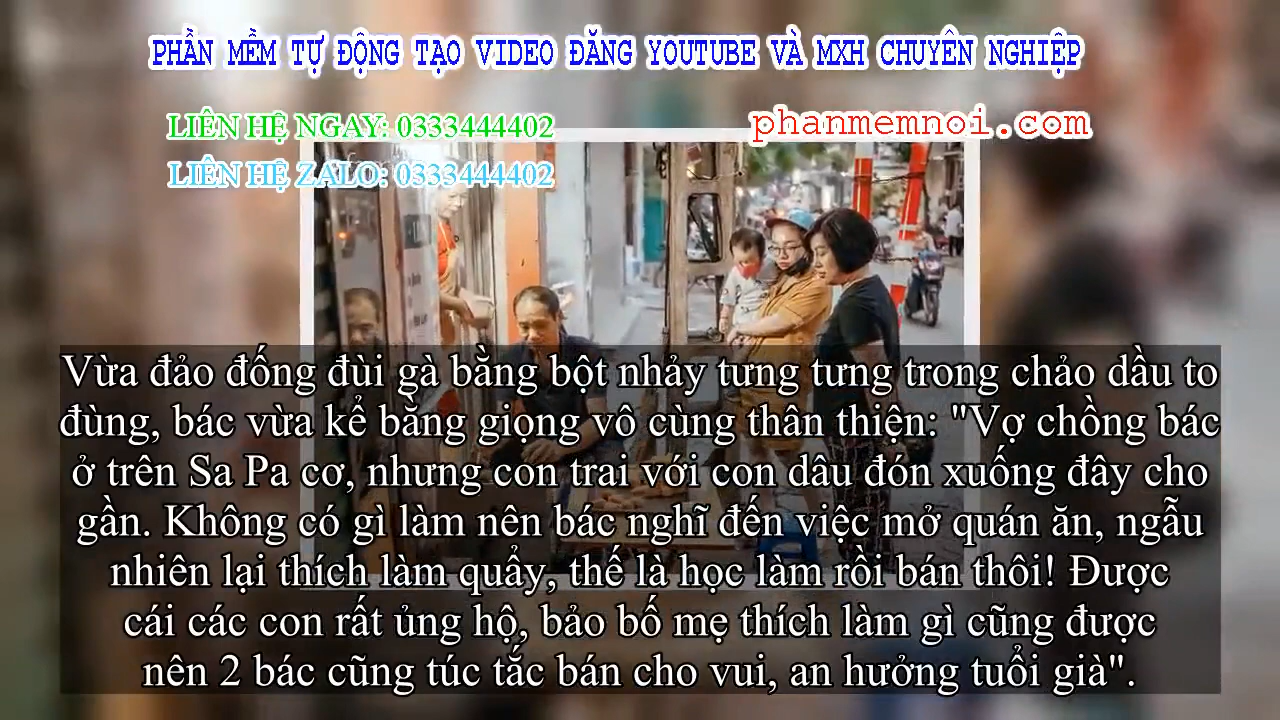 PHẦN MỀM TỰ ĐỘNG TẠO VIDEO ĐĂNG YOUTUBE VÀ MXH CHUYÊN NGHIỆP
LIÊN HỆ NGAY: 0333444402
phanmemnoi.com
LIÊN HỆ ZALO: 0333444402
Vừa đảo đống đùi gà bằng bột nhảy tưng tưng trong chảo dầu to
đùng, bác vừa kể bằng giọng vô cùng thân thiện: "Vợ chồng bác
ở trên Sa Pa cơ, nhưng con trai với con dâu đón xuống đây cho
gần. Không có gì làm nên bác nghĩ đến việc mở quán ăn, ngẫu
nhiên lại thích làm quẩy, thế là học làm rồi bán thôi! Được
cái các con rất ủng hộ, bảo bố mẹ thích làm gì cũng được
nên 2 bác cũng túc tắc bán cho vui, an hưởng tuổi già".